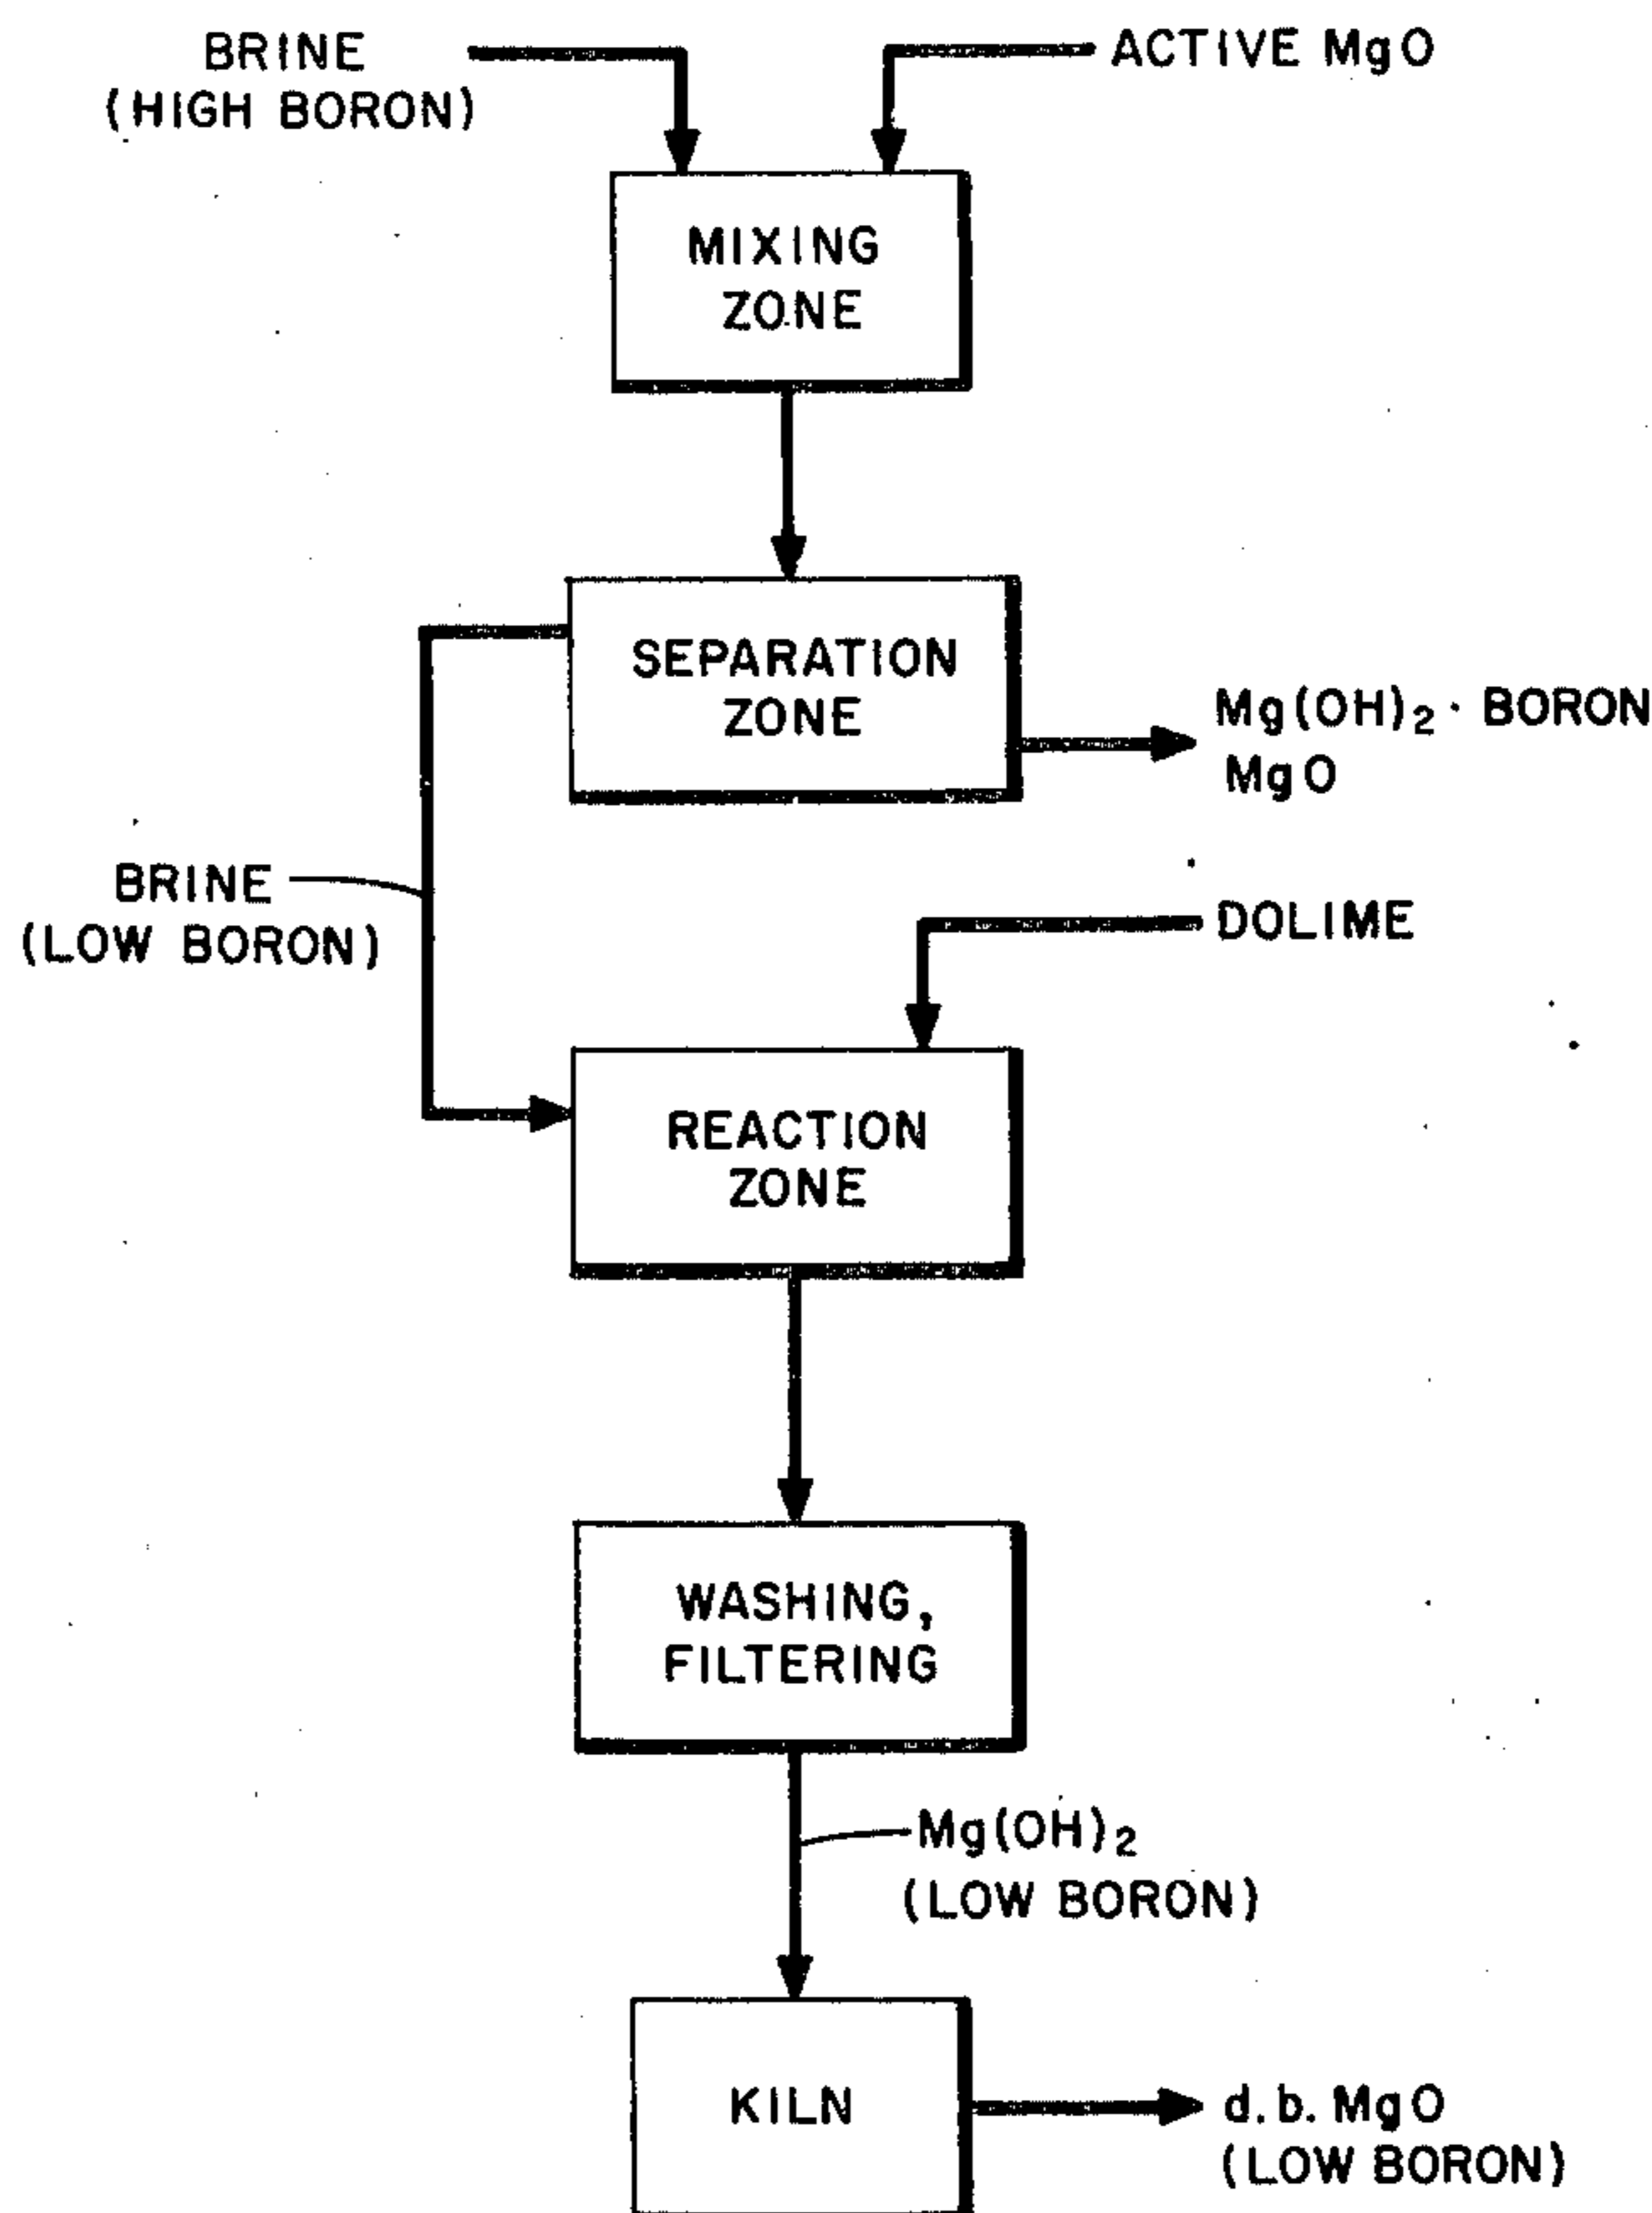 BRINE
(HIGH BORON)
ACTIVE MgO
MIXING
ZONE
SEPARATION
ZONE
Mg(OH)₂ · BORON
MgO
BRINE
(LOW BORON)
DOLIME
REACTION
ZONE
WASHING,
FILTERING
Mg(OH)₂
(LOW BORON)
KILN
d.b. MgO
(LOW BORON)